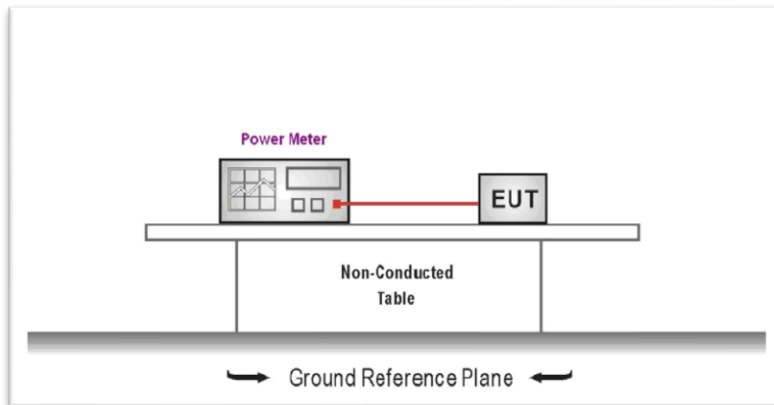 Power Meter
EUT
Non-Conducted
Table
Ground Reference Plane